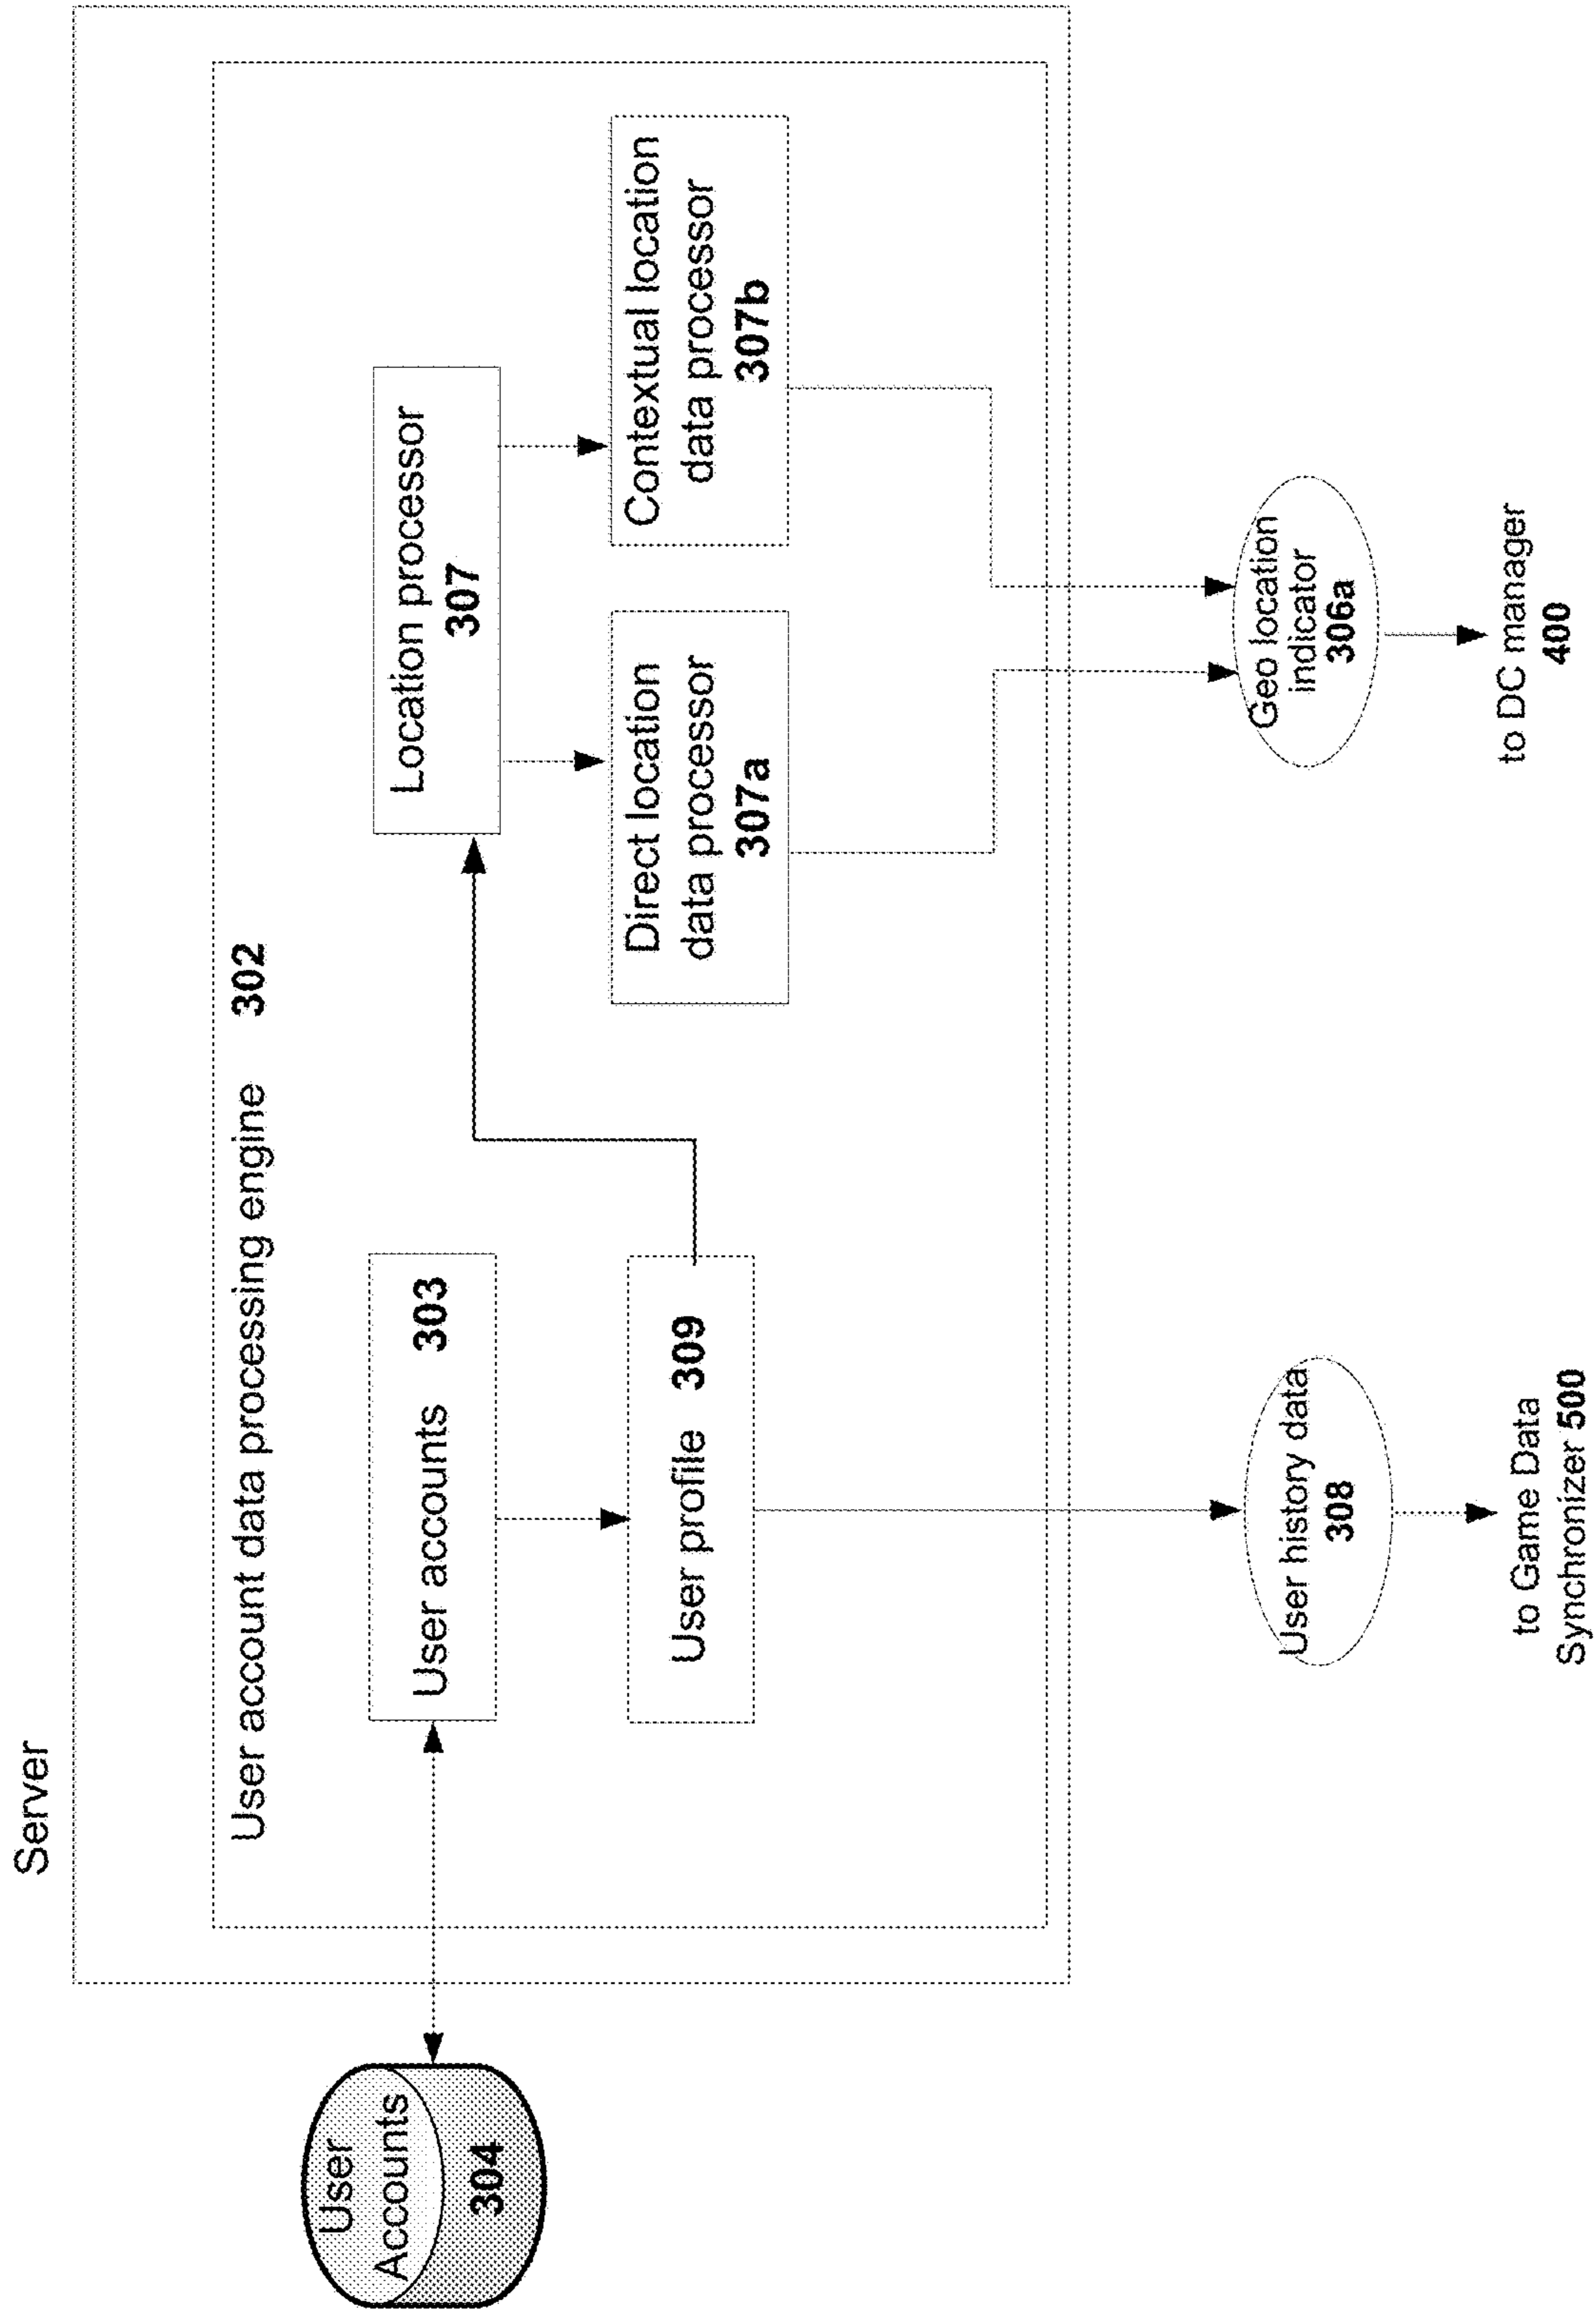 Server
User account data processing engine 302
User
Accounts
304
User accounts 303
User profile 309
Location processor
307
Direct location
data processor
307a
Contextual location
data processor
307b
User history data
308
to Game Data
Synchronizer 500
Geo location
indicator
306a
to DC manager
400